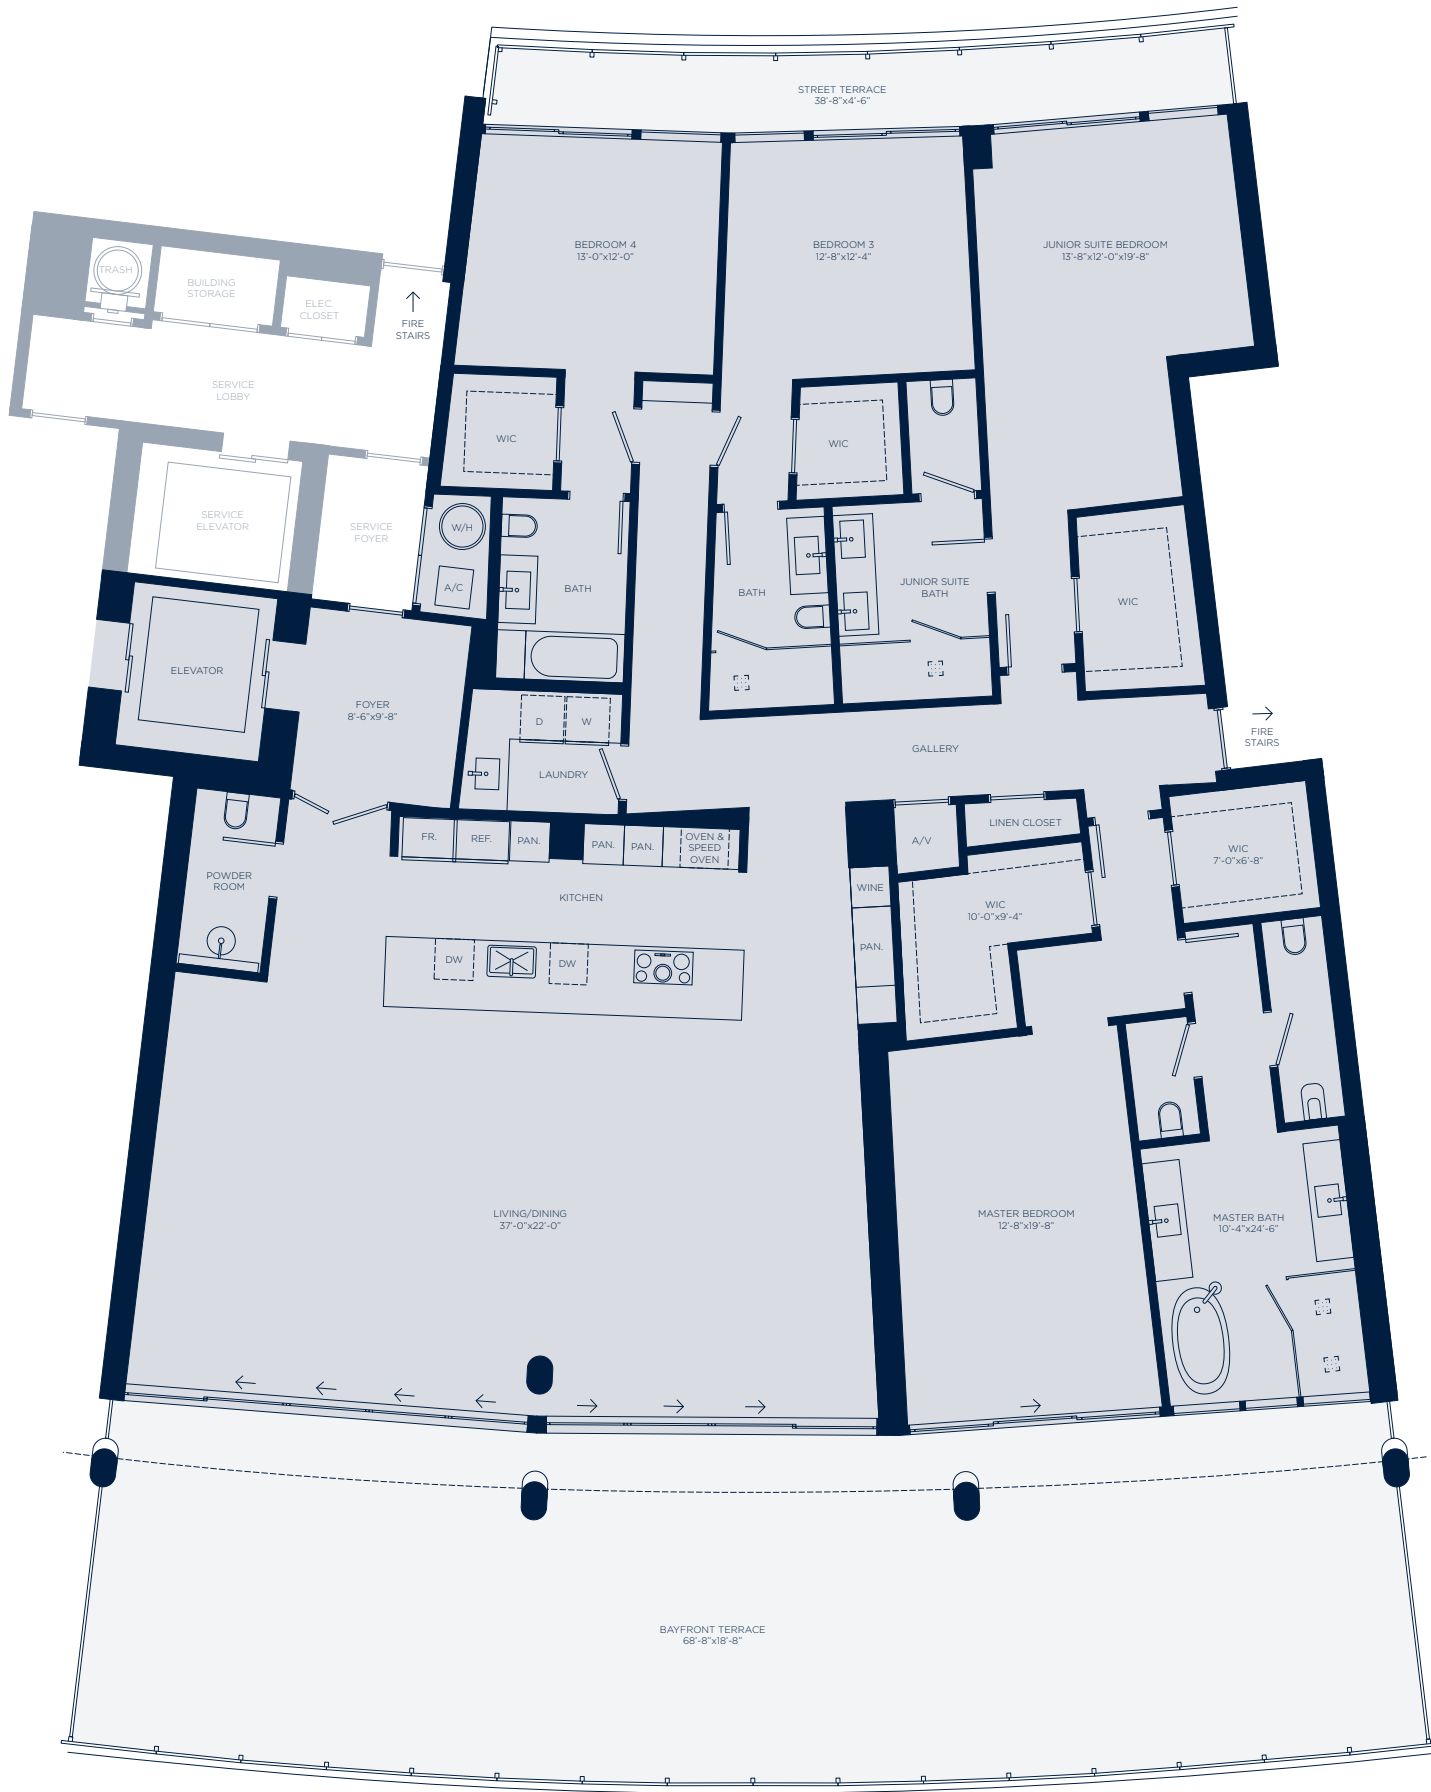 STREET TERRACE
38'-8"x4'-6"
BEDROOM 4
13'-0"x12'-0"
BEDROOM 3
12'-8"x12'-4"
JUNIOR SUITE BEDROOM
13'-8"x12'-0"x19'-8"
TRASH
BUILDING
STORAGE
ELEC.
CLOSET
FIRE
STAIRS
SERVICE
LOBBY
WIC
WIC
SERVICE
ELEVATOR
SERVICE
FOYER
W/H
A/C
BATH
BATH
JUNIOR SUITE
BATH
WIC
ELEVATOR
FOYER
8'-6"x9'-8"
D
W
LAUNDRY
GALLERY
FIRE
STAIRS
FR.
REF.
PAN.
PAN.
PAN.
OVEN &
SPEED
OVEN
A/V
LINEN CLOSET
WIC
7'-0"x6'-8"
POWDER
ROOM
KITCHEN
WINE
WIC
10'-0"x9'-4"
PAN.
DW
DW
LIVING/DINING
37'-0"x22'-0"
MASTER BEDROOM
12'-8"x19'-8"
MASTER BATH
10'-4"x24'-6"
BAYFRONT TERRACE
68'-8"x18'-8"